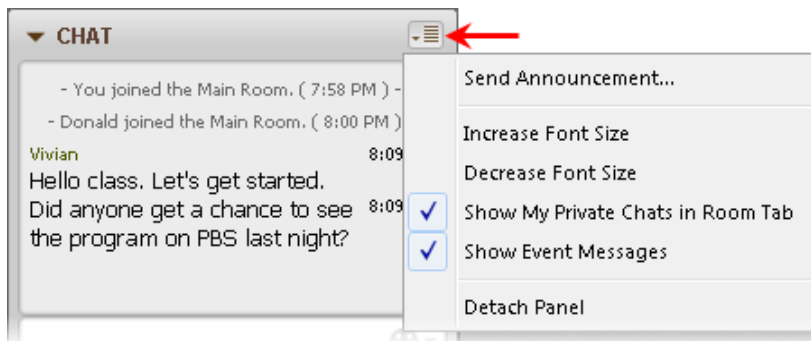 CHAT
- You joined the Main Room. ( 7:58 PM ) -
- Donald joined the Main Room. ( 8:00 PM )
Vivian 8:09
Hello class. Let's get started.
Did anyone get a chance to see 8:09
the program on PBS last night?
Send Announcement...
Increase Font Size
Decrease Font Size
Show My Private Chats in Room Tab
Show Event Messages
Detach Panel